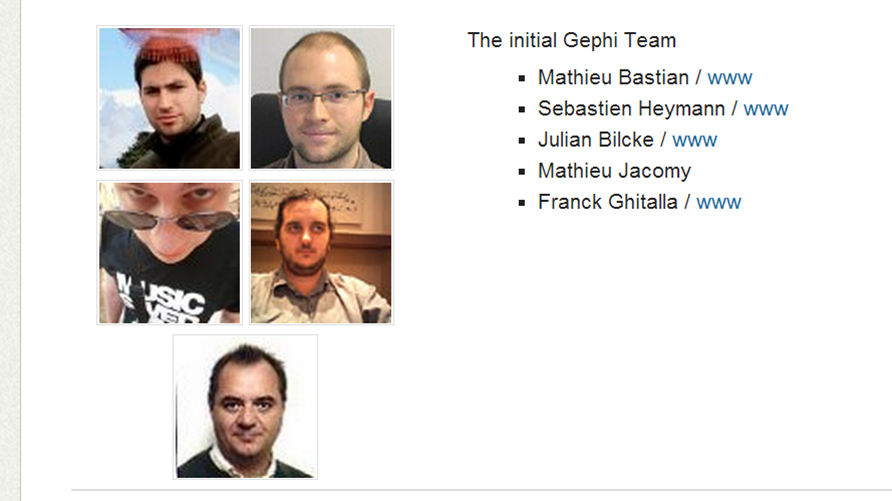 The initial Gephi Team
Mathieu Bastian / www
Sebastien Heymann / www
Julian Bilcke / www
Mathieu Jacomy
Franck Ghitalla / www
MUSIC